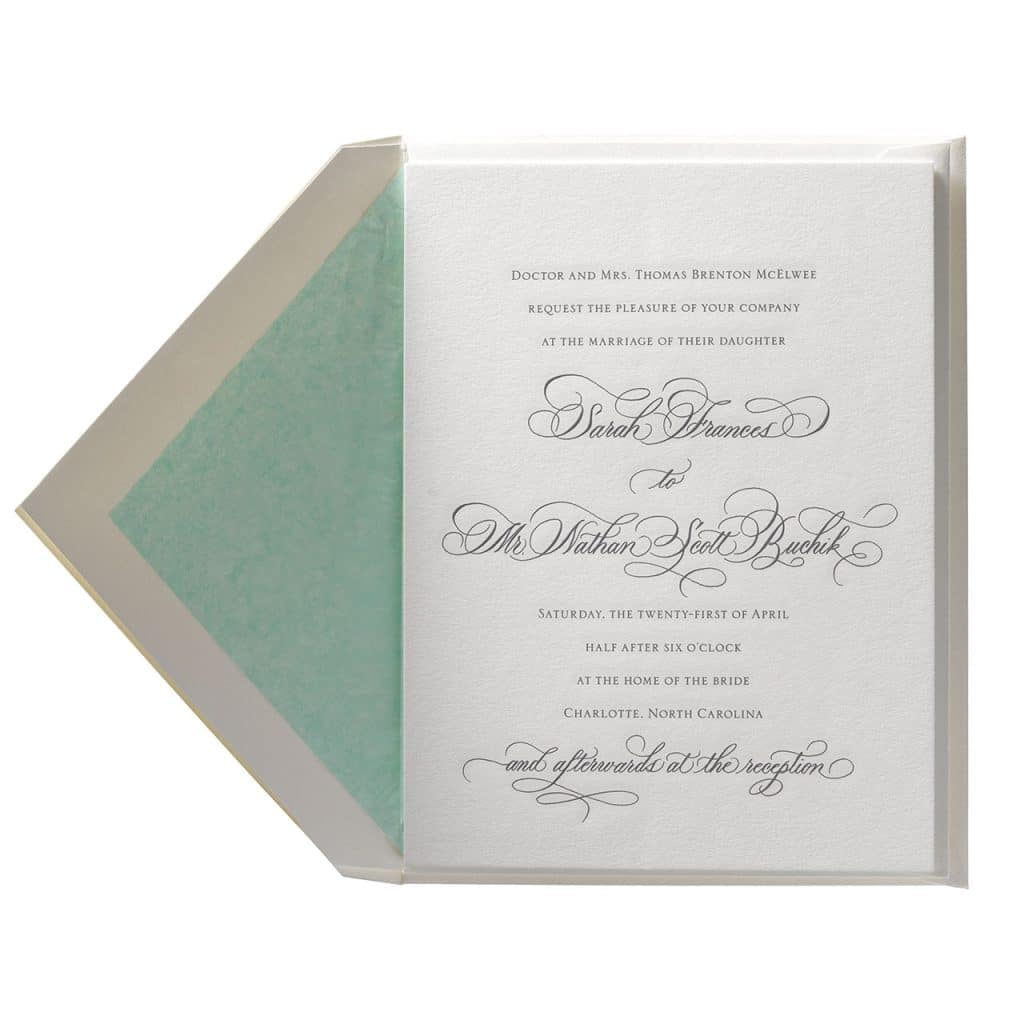 Doctor and Mrs. Thomas Brenton McElwee
request the pleasure of your company
at the marriage of their daughter
Sarah Frances
to
Mr. Nathan Scott Buchik
Saturday, the twenty-first of April
half after six o'clock
at the home of the bride
Charlotte, North Carolina
and afterwards at the reception